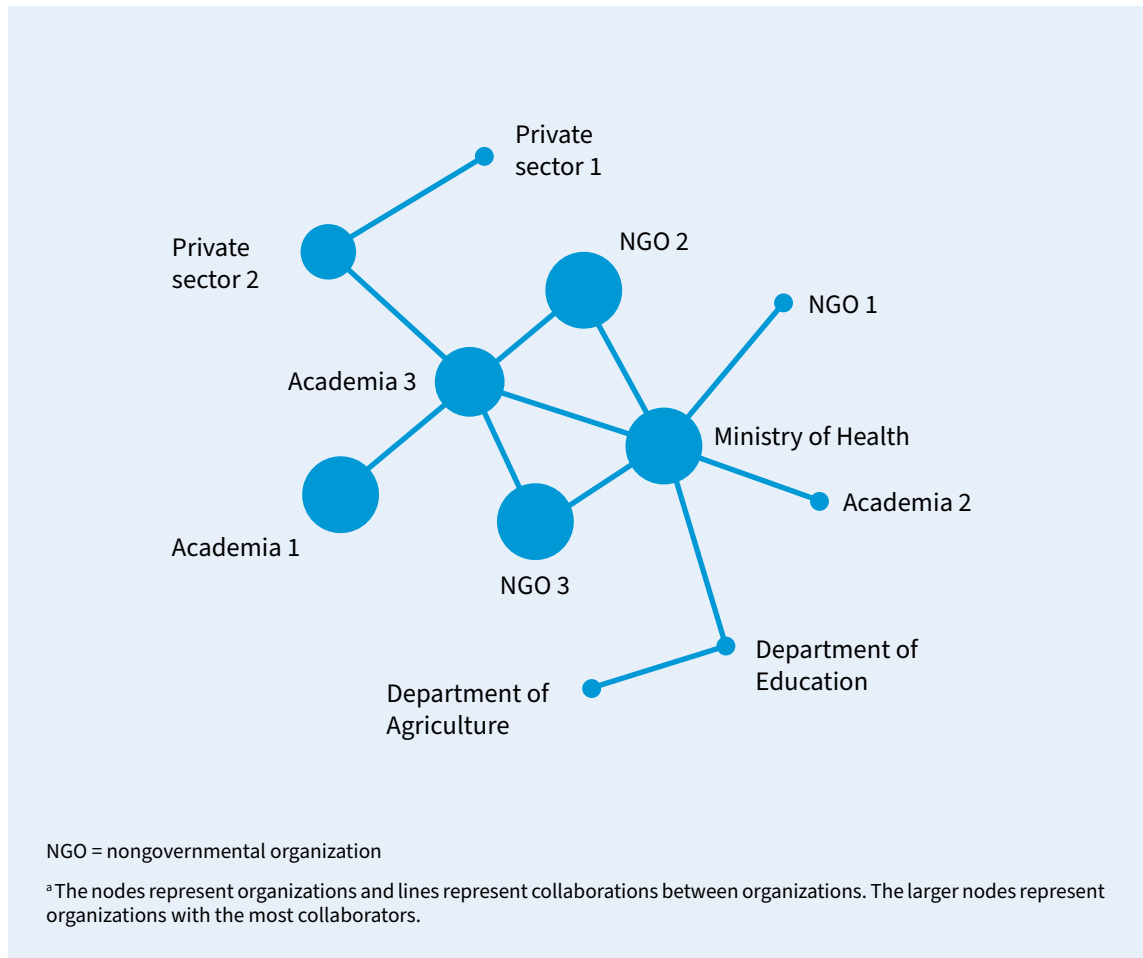 Private
sector 1
Private
sector 2
NGO 2
NGO 1
Academia 3
Ministry of Health
Academia 2
Academia 1
NGO 3
Department of
Education
Department of
Agriculture
NGO = nongovernmental organization
ᵃ The nodes represent organizations and lines represent collaborations between organizations. The larger nodes represent
organizations with the most collaborators.